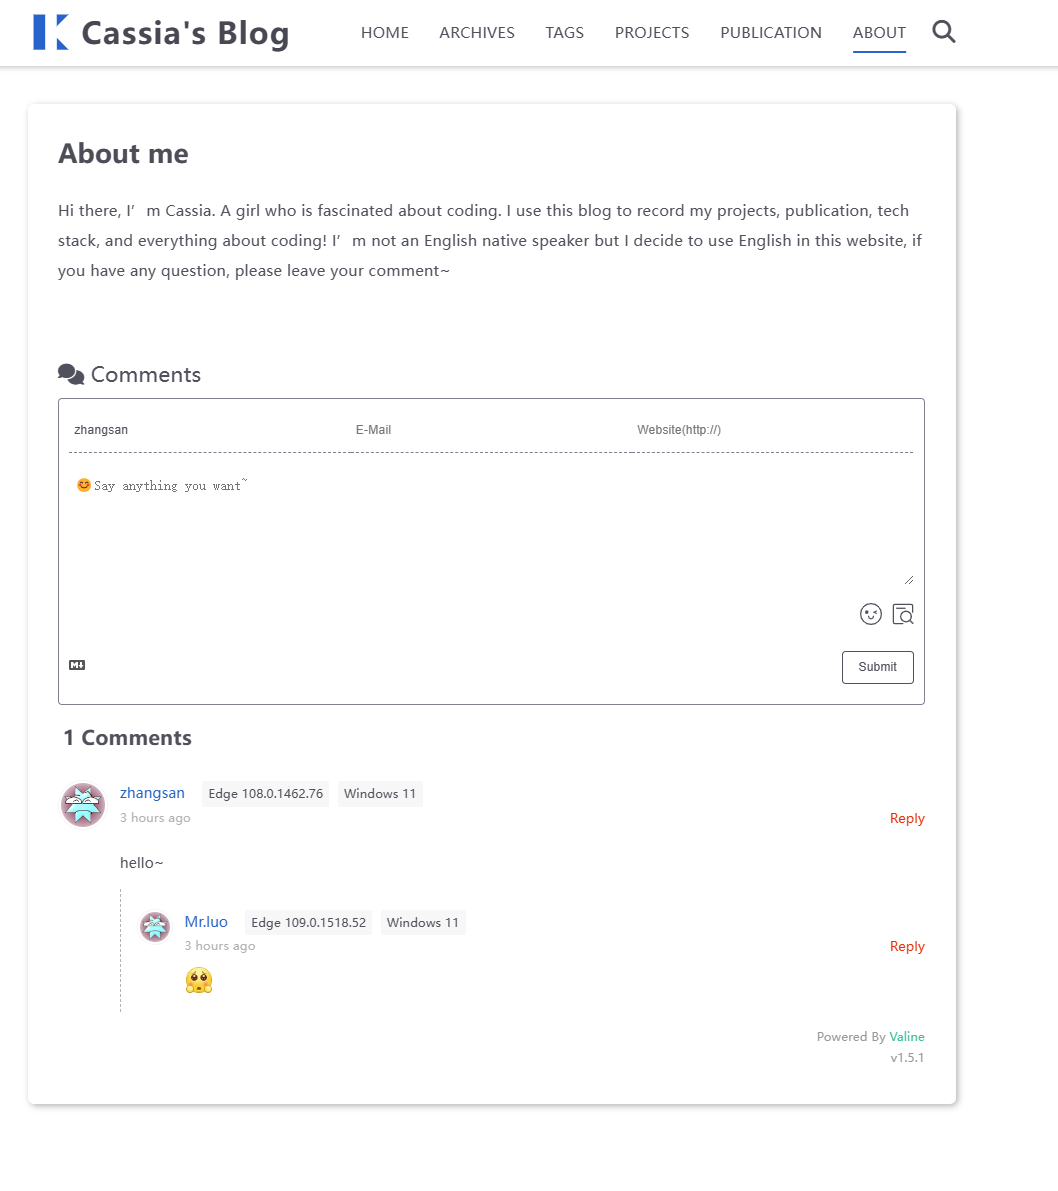 Cassia's Blog
HOME ARCHIVES TAGS PROJECTS PUBLICATION ABOUT
About me
Hi there, I’m Cassia. A girl who is fascinated about coding. I use this blog to record my projects, publication, tech
stack, and everything about coding! I’m not an English native speaker but I decide to use English in this website, if
you have any question, please leave your comment~
Comments
zhangsan E-Mail Website(http://)
😊Say anything you want~
M↓
Submit
1 Comments
zhangsan Edge 108.0.1462.76 Windows 11
3 hours ago Reply
hello~
Mr.luo Edge 109.0.1518.52 Windows 11
3 hours ago Reply
Powered By Valine
v1.5.1